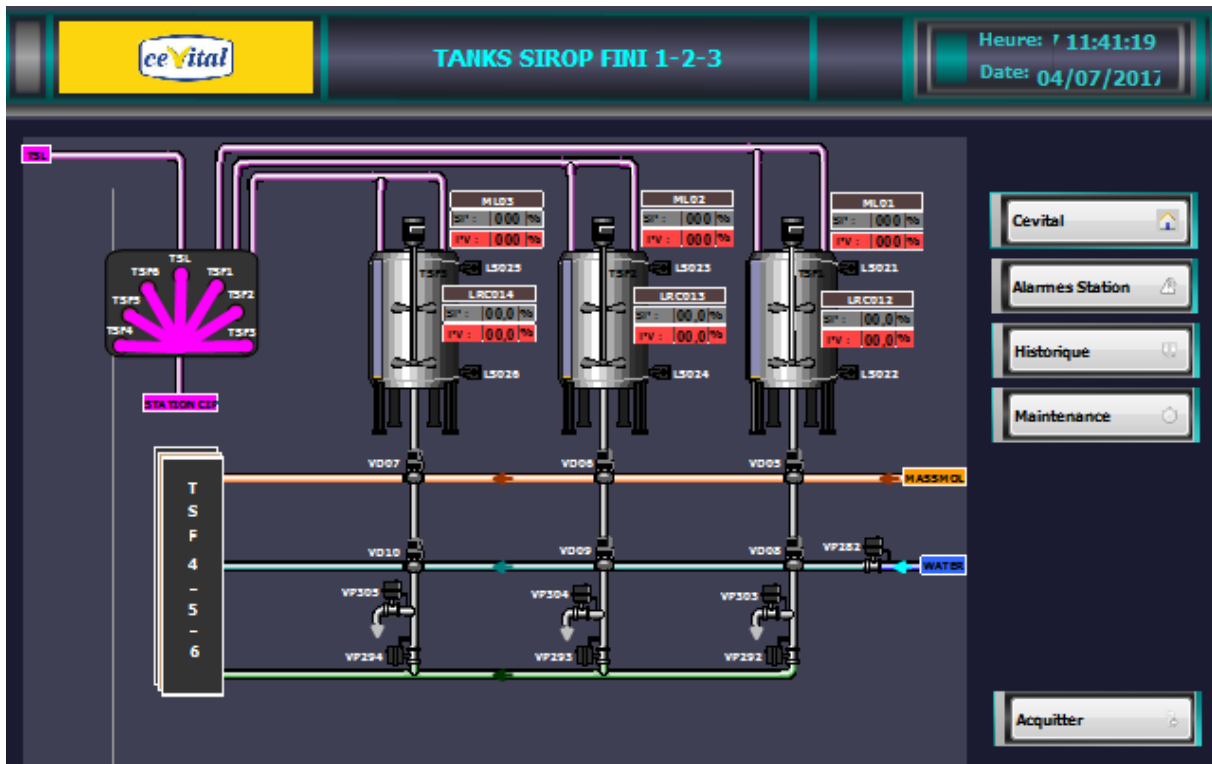 cevital
TANKS SIROP FINI 1-2-3
Heure: 11:41:19
Date: 04/07/2017
TSL
ML03
SP : 000 %
PV : 000 %
ML02
SP : 000 %
PV : 000 %
ML01
SP : 000 %
PV : 000 %
Cevital
Alarmes Station
Historique
Maintenance
Acquitter
TSL
TSF6
TSF1
TSF5
TSF2
TSF4
TSF3
STATION CIP
TSF3
LS025
TSF2
LS023
TSF1
LS021
LRC014
SP : 00,0 %
PV : 00,0 %
LRC013
SP : 00,0 %
PV : 00,0 %
LRC012
SP : 00,0 %
PV : 00,0 %
LS026
LS024
LS022
VD07
VD06
VD05
MASSMOL
TSF4-5-6
VD10
VD09
VD08
VP282
WATER
VP305
VP304
VP303
VP294
VP293
VP292